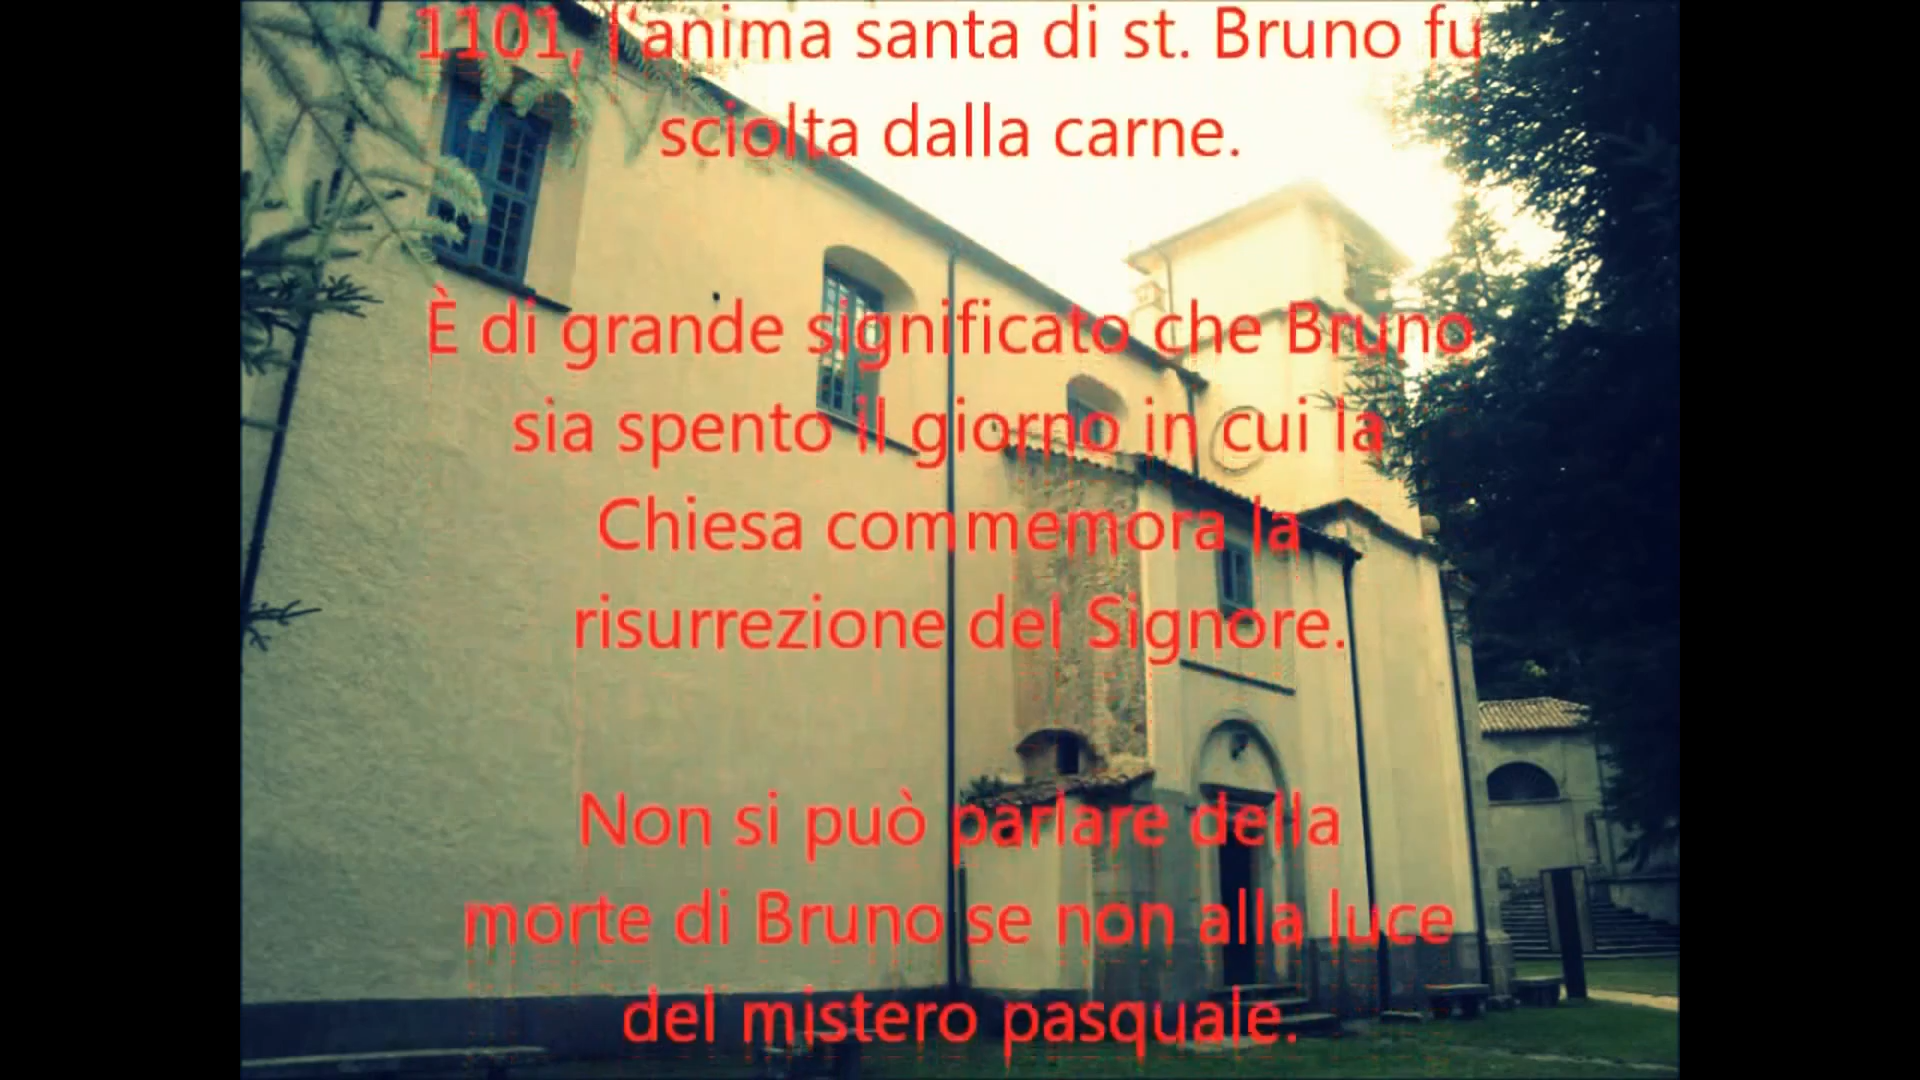 1101, l'anima santa di st. Bruno fu
sciolta dalla carne.
È di grande significato che Bruno
sia spento il giorno in cui la
Chiesa commemora la
risurrezione del Signore.
Non si può parlare della
morte di Bruno se non alla luce
del mistero pasquale.